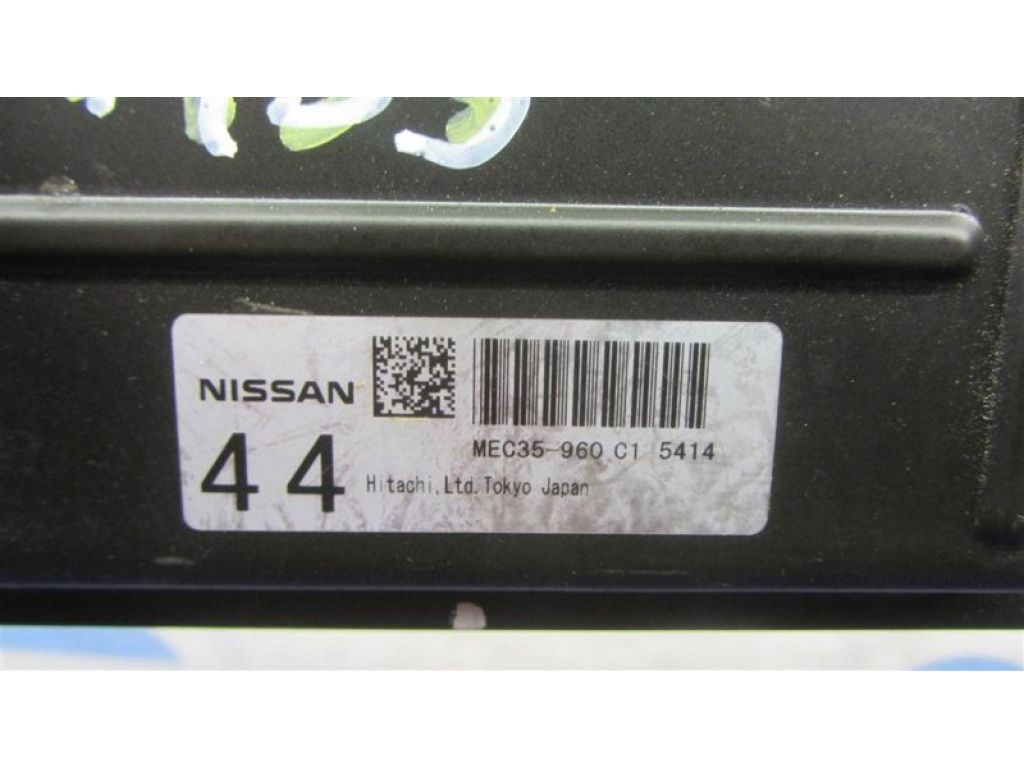 NISSAN
MEC35-960 C1 5414
44 Hitachi,Ltd.Tokyo Japan